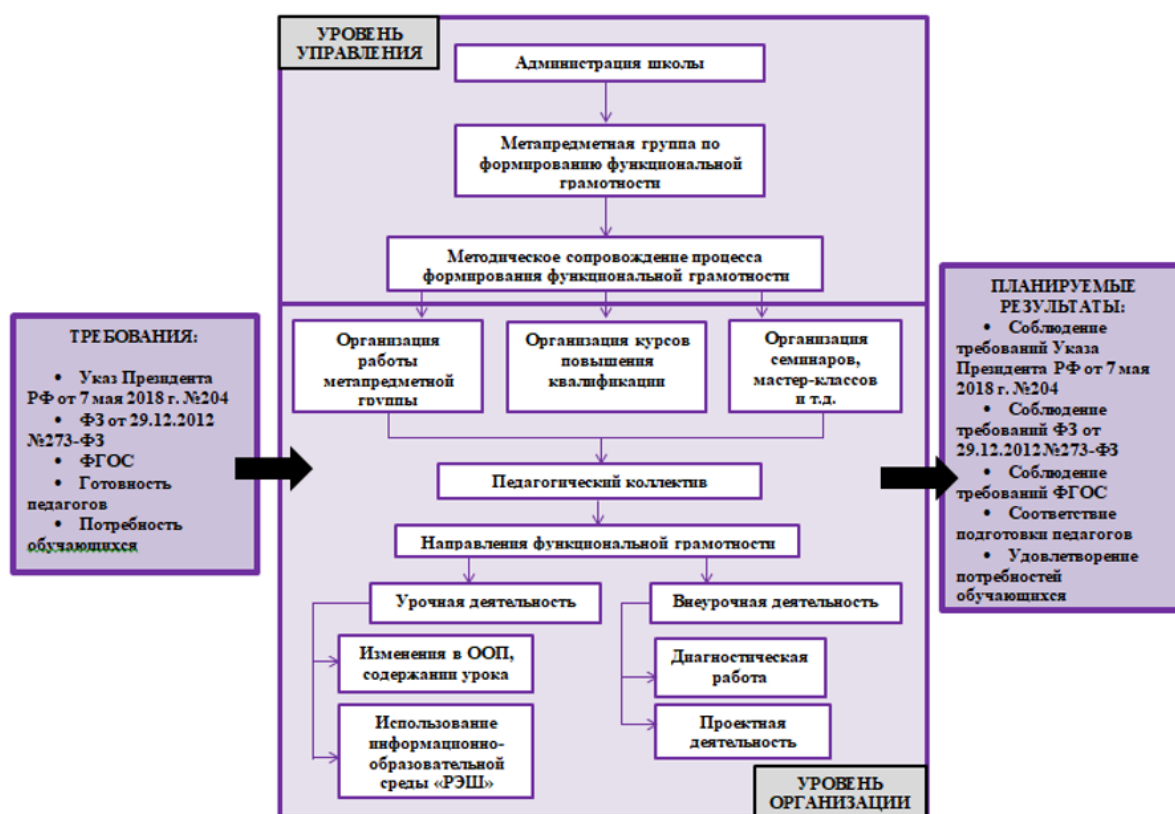 УРОВЕНЬ
УПРАВЛЕНИЯ
Администрация школы
Метапредметная группа по
формированию функциональной
грамотности
Методическое сопровождение процесса
формирования функциональной грамотности
ТРЕБОВАНИЯ:
• Указ Президента
РФ от 7 мая 2018 г. №204
• ФЗ от 29.12.2012
№273-ФЗ
• ФГОС
• Готовность
педагогов
• Потребность
обучающихся
Организация
работы
метапредметной
группы
Организация курсов
повышения
квалификации
Организация
семинаров,
мастер-классов
и т.д.
Педагогический коллектив
Направления функциональной грамотности
Урочная деятельность
Изменения в ООП,
содержании урока
Использование
информационно-
образовательной
среды «РЭШ»
Внеурочная деятельность
Диагностическая
работа
Проектная
деятельность
УРОВЕНЬ
ОРГАНИЗАЦИИ
ПЛАНИРУЕМЫЕ
РЕЗУЛЬТАТЫ:
• Соблюдение
требований Указа
Президента РФ от 7 мая
2018 г. №204
• Соблюдение
требований ФЗ от
29.12.2012 №273-ФЗ
• Соблюдение
требований ФГОС
• Соответствие
подготовки педагогов
• Удовлетворение
потребностей
обучающихся